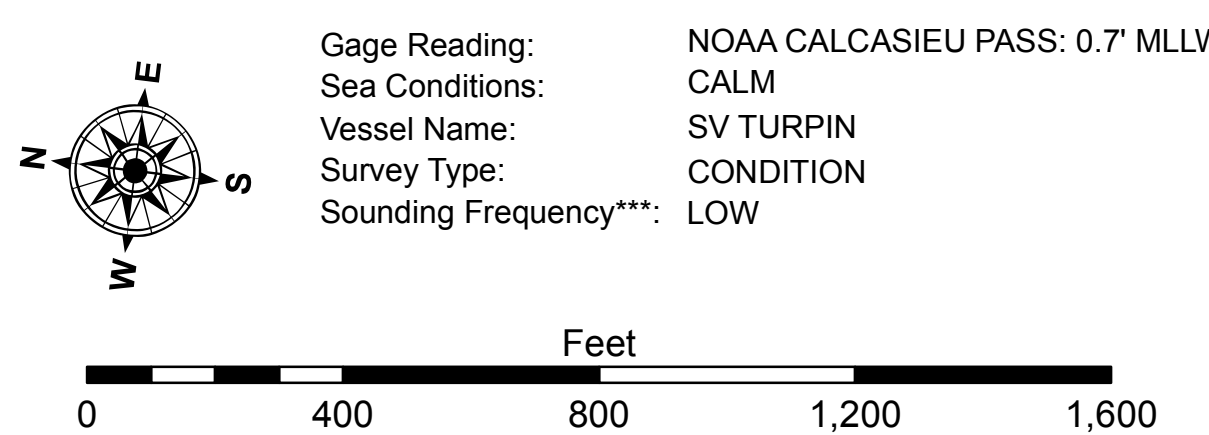 Gage Reading: NOAA CALCASIEU PASS: 0.7' MLL
Sea Conditions: CALM
Vessel Name: SV TURPIN
Survey Type: CONDITION
Sounding Frequency***: LOW
E
N
S
W
Feet
0 400 800 1,200 1,600